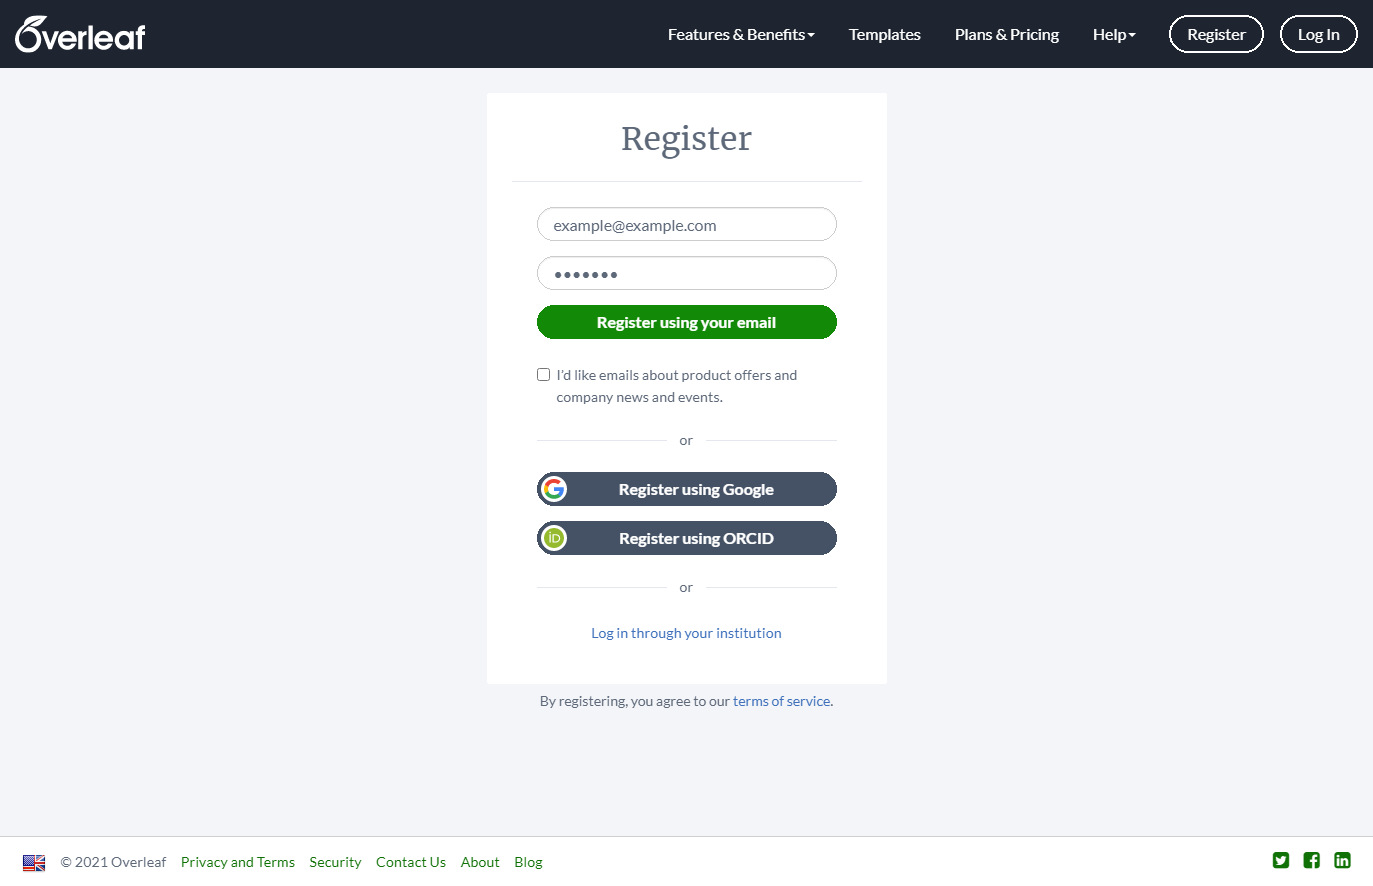 Overleaf
Features & Benefits
Templates
Plans & Pricing
Help
Register
Log In
Register
example@example.com
•••••••
Register using your email
I'd like emails about product offers and
company news and events.
or
Register using Google
iD
Register using ORCID
or
Log in through your institution
By registering, you agree to our terms of service.
© 2021 Overleaf
Privacy and Terms
Security
Contact Us
About
Blog